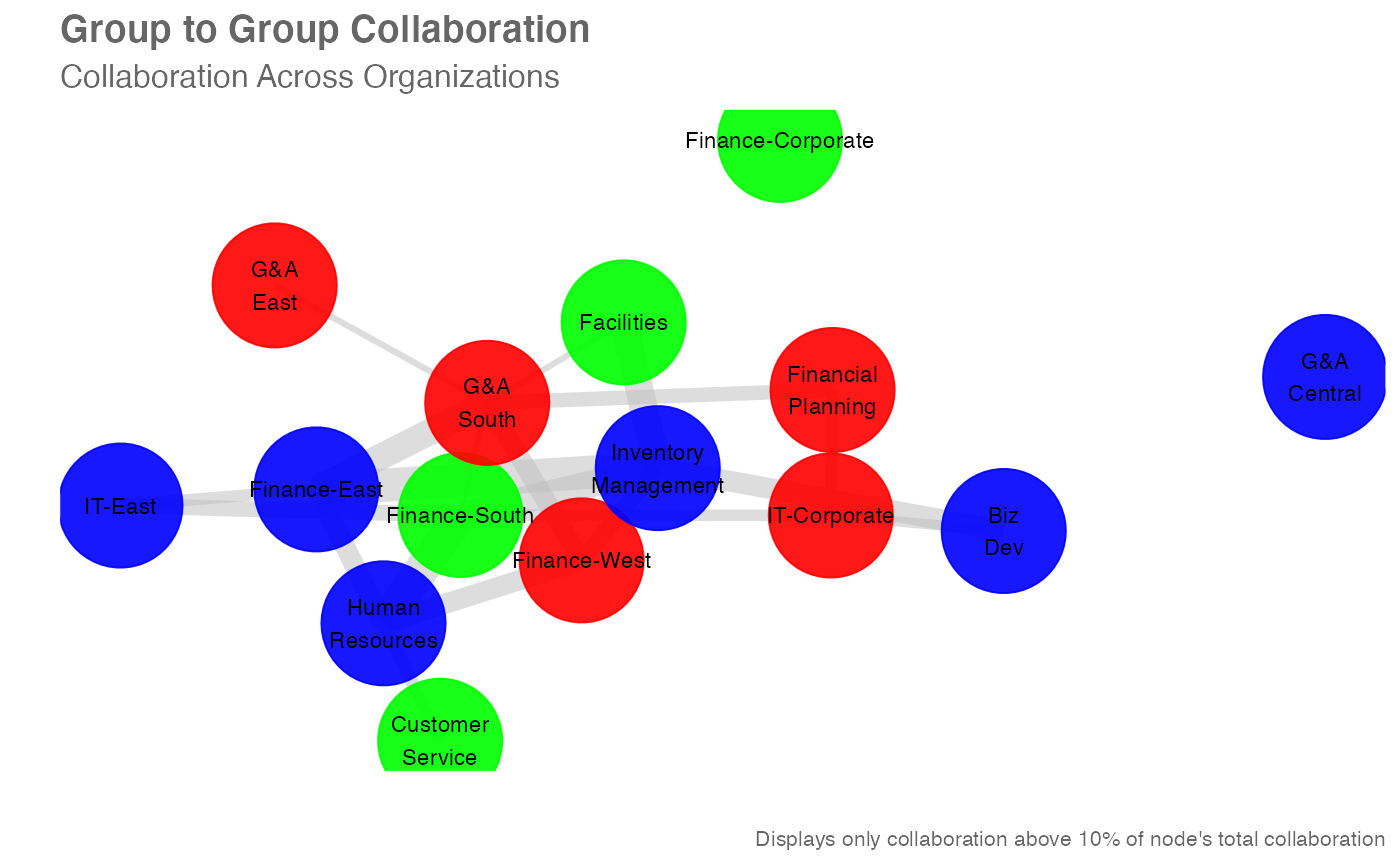 Group to Group Collaboration
Collaboration Across Organizations
Finance-Corporate
G&A
East
Facilities
G&A
Central
Financial
Planning
G&A
South
Inventory
Management
Finance-East
IT-East
Finance-South
IT-Corporate
Biz
Dev
Finance-West
Human
Resources
Customer
Service
Displays only collaboration above 10% of node's total collaboration